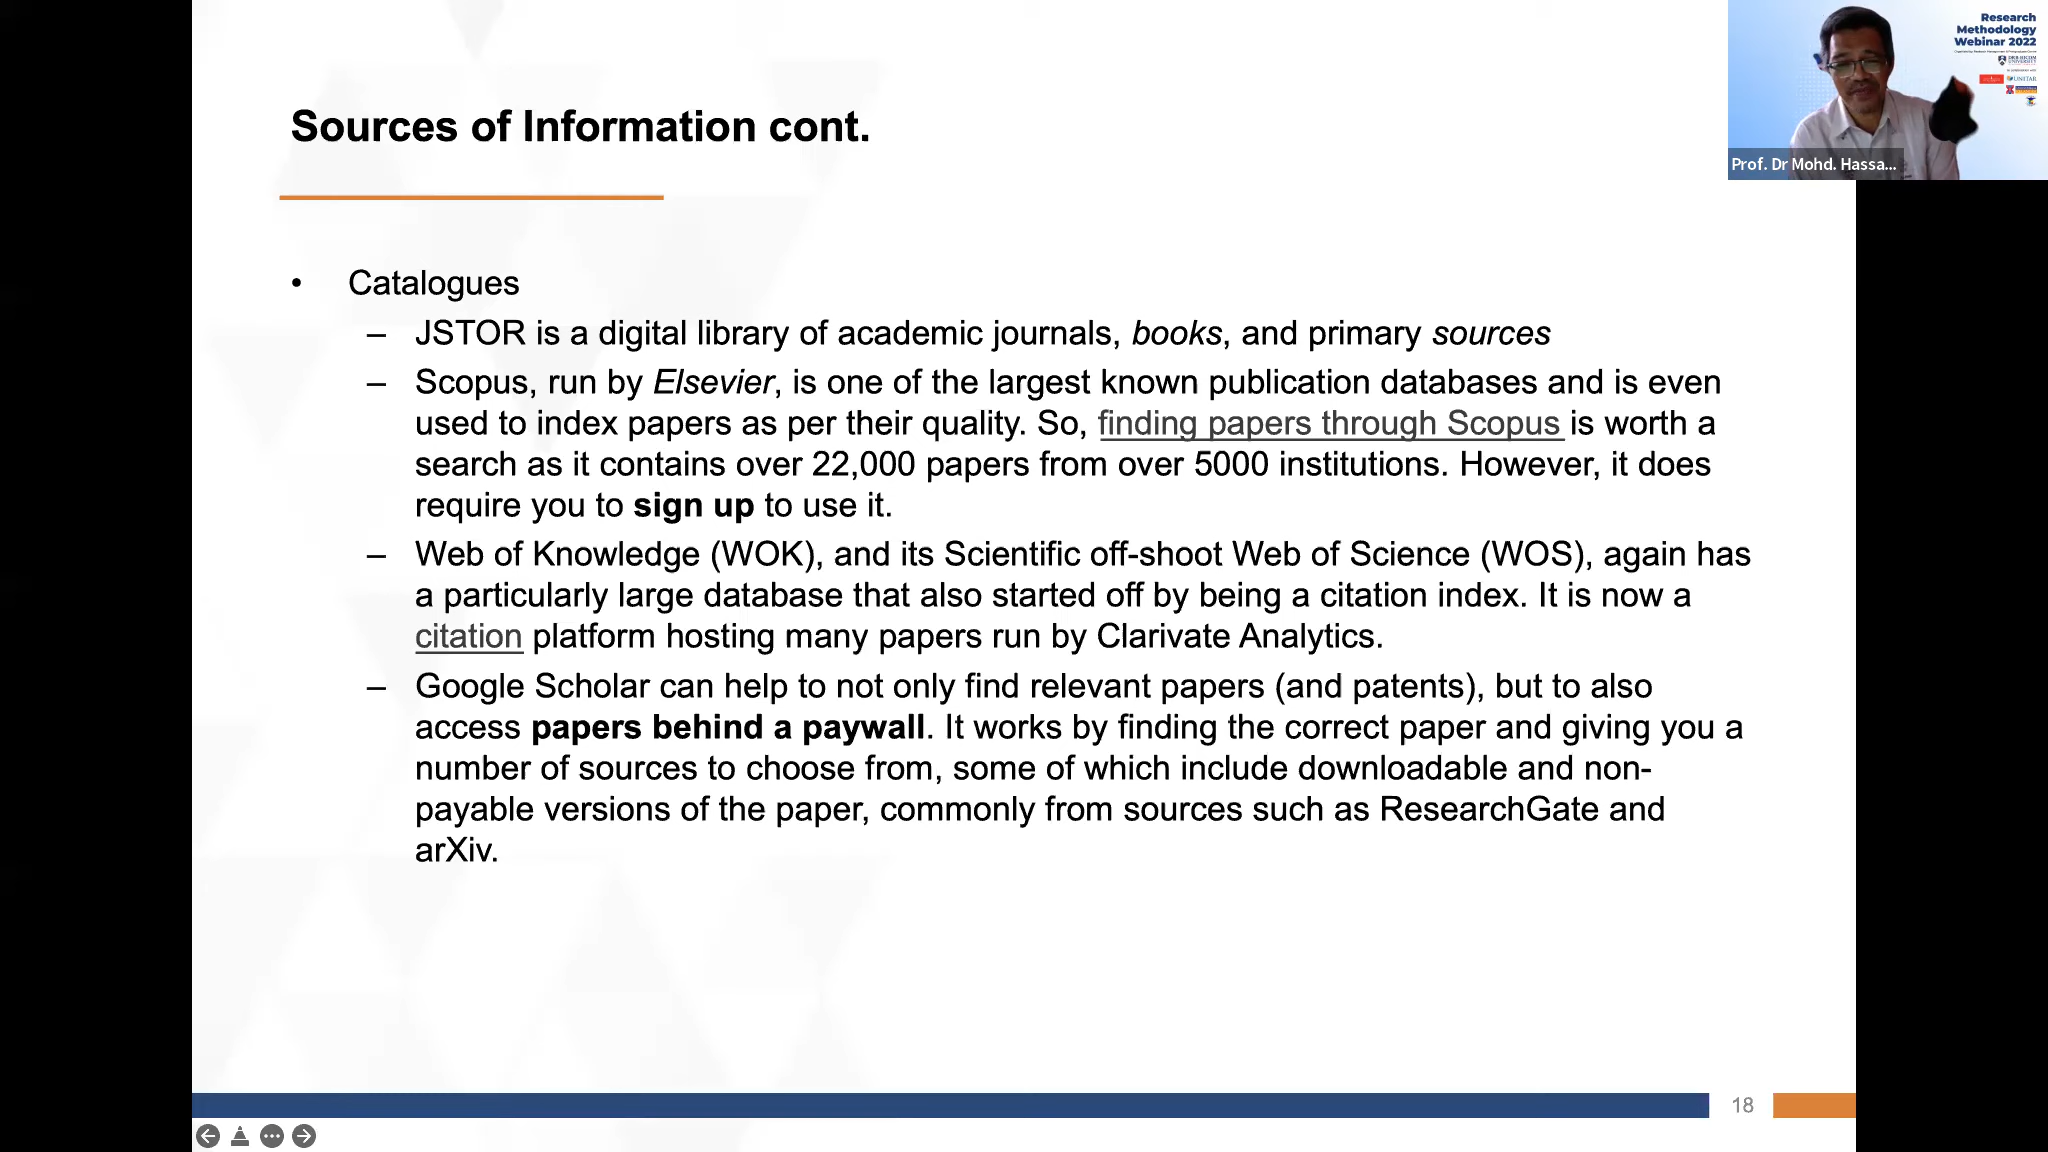 Research
Methodology
Webinar 2022
UNITAR
Prof. Dr Mohd. Hassa...
Sources of Information cont.
• Catalogues
– JSTOR is a digital library of academic journals, books, and primary sources
– Scopus, run by Elsevier, is one of the largest known publication databases and is even
used to index papers as per their quality. So, finding papers through Scopus is worth a
search as it contains over 22,000 papers from over 5000 institutions. However, it does
require you to sign up to use it.
– Web of Knowledge (WOK), and its Scientific off-shoot Web of Science (WOS), again has
a particularly large database that also started off by being a citation index. It is now a
citation platform hosting many papers run by Clarivate Analytics.
– Google Scholar can help to not only find relevant papers (and patents), but to also
access papers behind a paywall. It works by finding the correct paper and giving you a
number of sources to choose from, some of which include downloadable and non-
payable versions of the paper, commonly from sources such as ResearchGate and
arXiv.
18